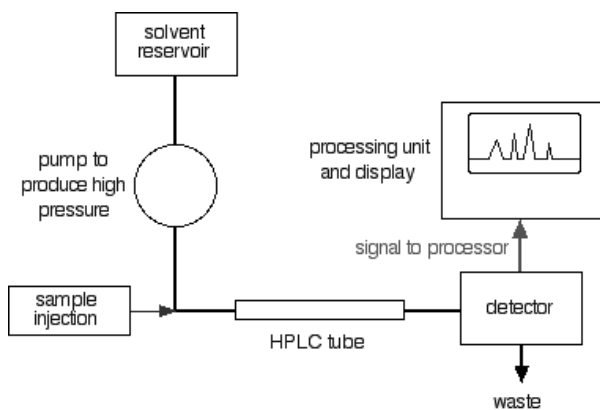 solvent
reservoir
pump to
produce high
pressure
processing unit
and display
signal to processor
sample
injection
HPLC tube
detector
waste